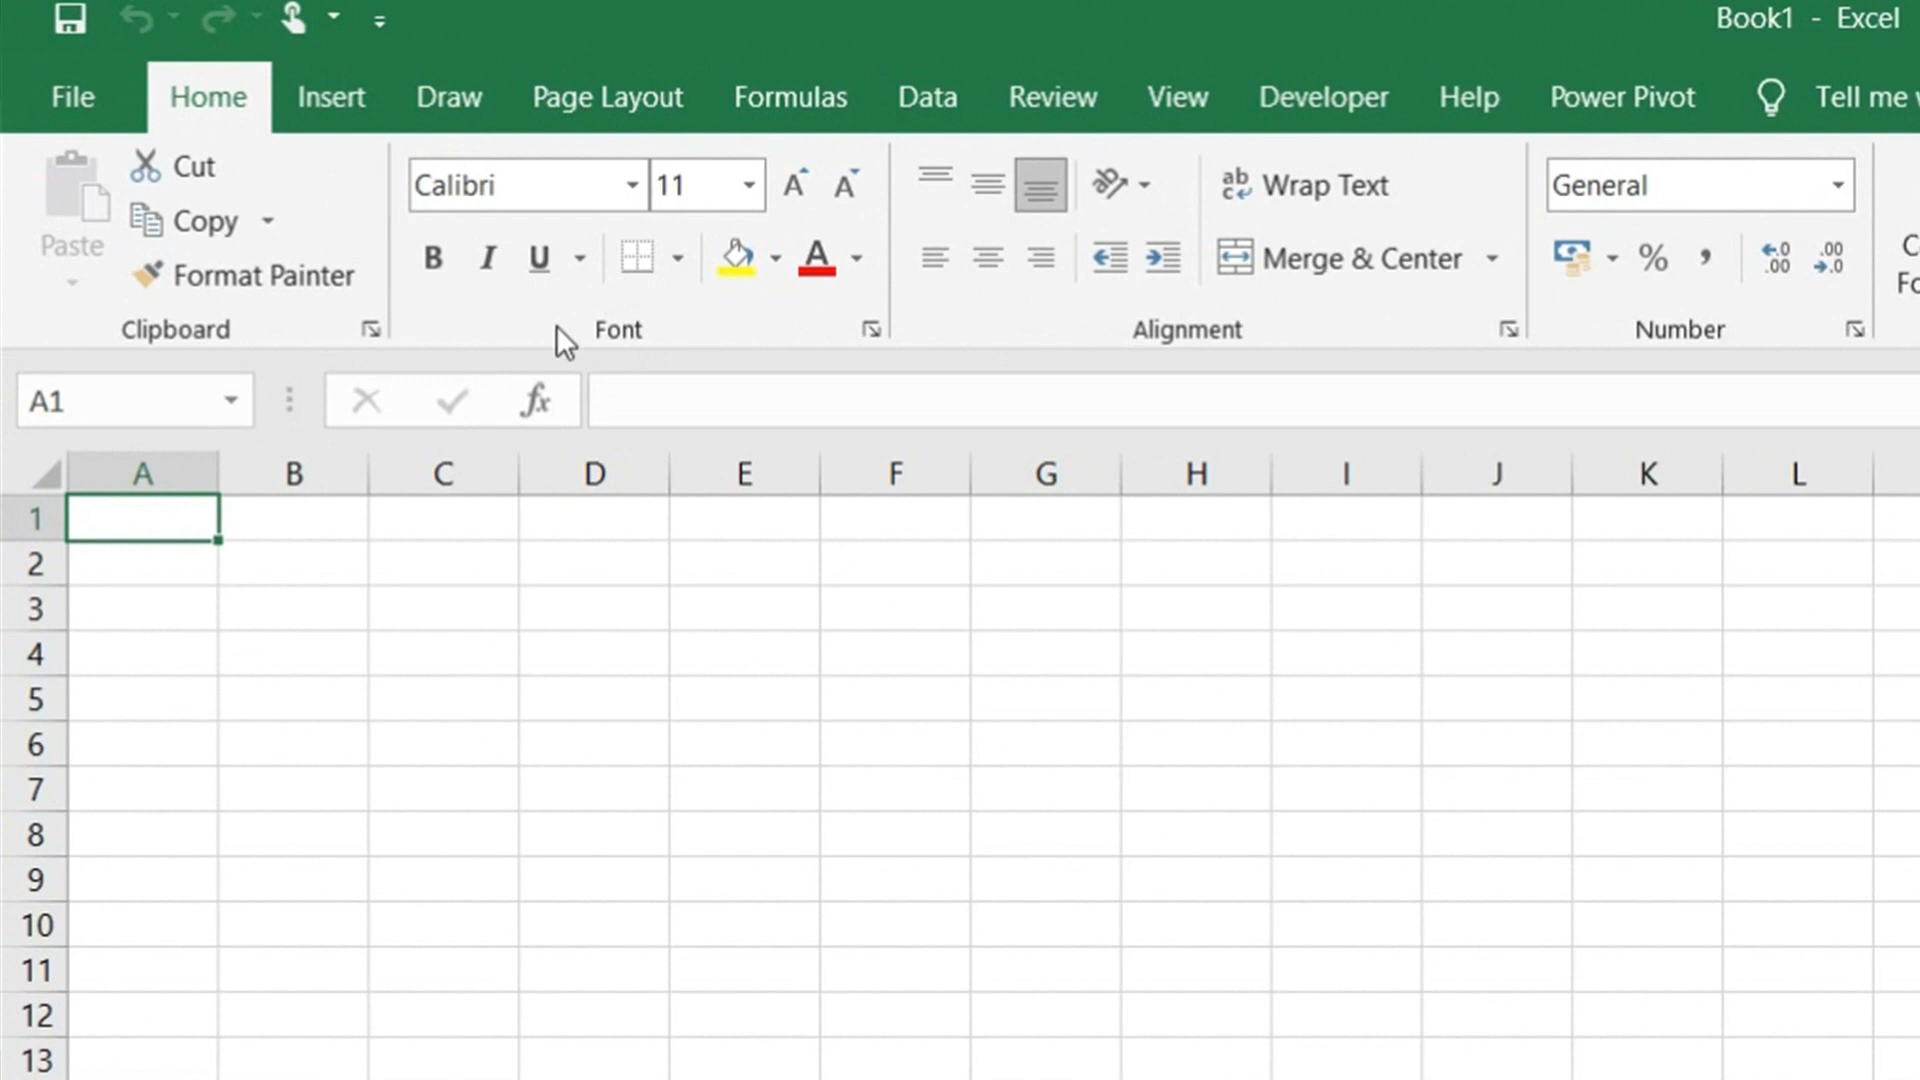 Book1 - Excel
File Home Insert Draw Page Layout Formulas Data Review View Developer Help Power Pivot Tell me
Cut
Copy
Paste
Format Painter
Clipboard
Calibri 11
B I U A
Font
Wrap Text
Merge & Center
Alignment
General
% ,
Number
A1 fx
A B C D E F G H I J K L
1
2
3
4
5
6
7
8
9
10
11
12
13